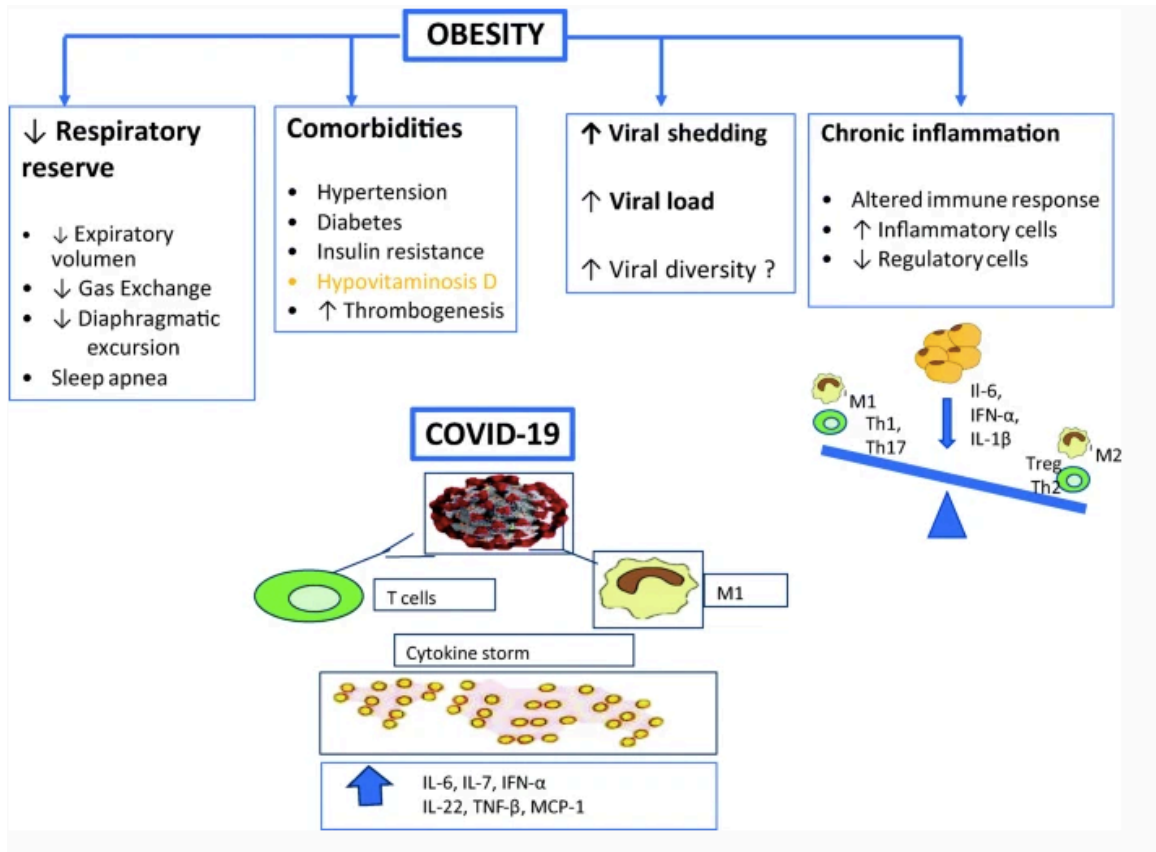 OBESITY
↓ Respiratory
reserve
• ↓ Expiratory
volumen
• ↓ Gas Exchange
• ↓ Diaphragmatic
excursion
• Sleep apnea
Comorbidities
• Hypertension
• Diabetes
• Insulin resistance
• Hypovitaminosis D
• ↑ Thrombogenesis
↑ Viral shedding
↑ Viral load
↑ Viral diversity ?
Chronic inflammation
• Altered immune response
• ↑ Inflammatory cells
• ↓ Regulatory cells
M1
Th1,
Th17
Il-6,
IFN-α,
IL-1β
M2
Treg
Th2
COVID-19
T cells
M1
Cytokine storm
IL-6, IL-7, IFN-α
IL-22, TNF-β, MCP-1